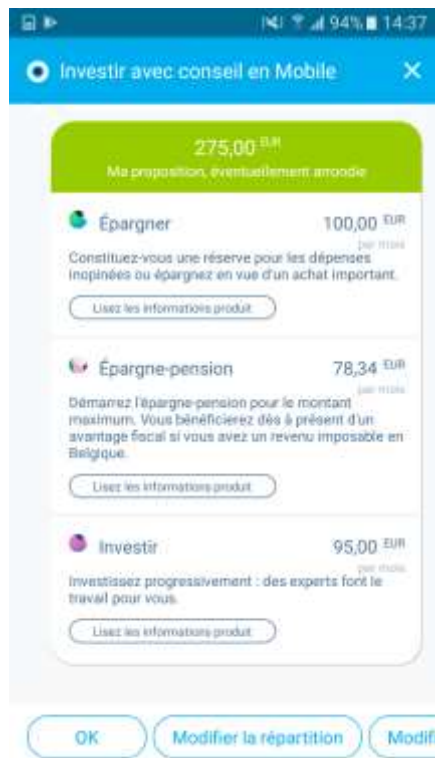 94% 14:37
Investir avec conseil en Mobile
275,00 EUR
Ma proposition, éventuellement arrondie
Épargner 100,00 EUR
par mois
Constituez-vous une réserve pour les dépenses
inopinées ou épargnez en vue d'un achat important.
Lisez les informations produit
Épargne-pension 78,34 EUR
par mois
Démarrez l'épargne-pension pour le montant
maximum. Vous bénéficierez dès à présent d'un
avantage fiscal si vous avez un revenu imposable en
Belgique.
Lisez les informations produit
Investir 95,00 EUR
par mois
Investissez progressivement : des experts font le
travail pour vous.
Lisez les informations produit
OK Modifier la répartition Modif